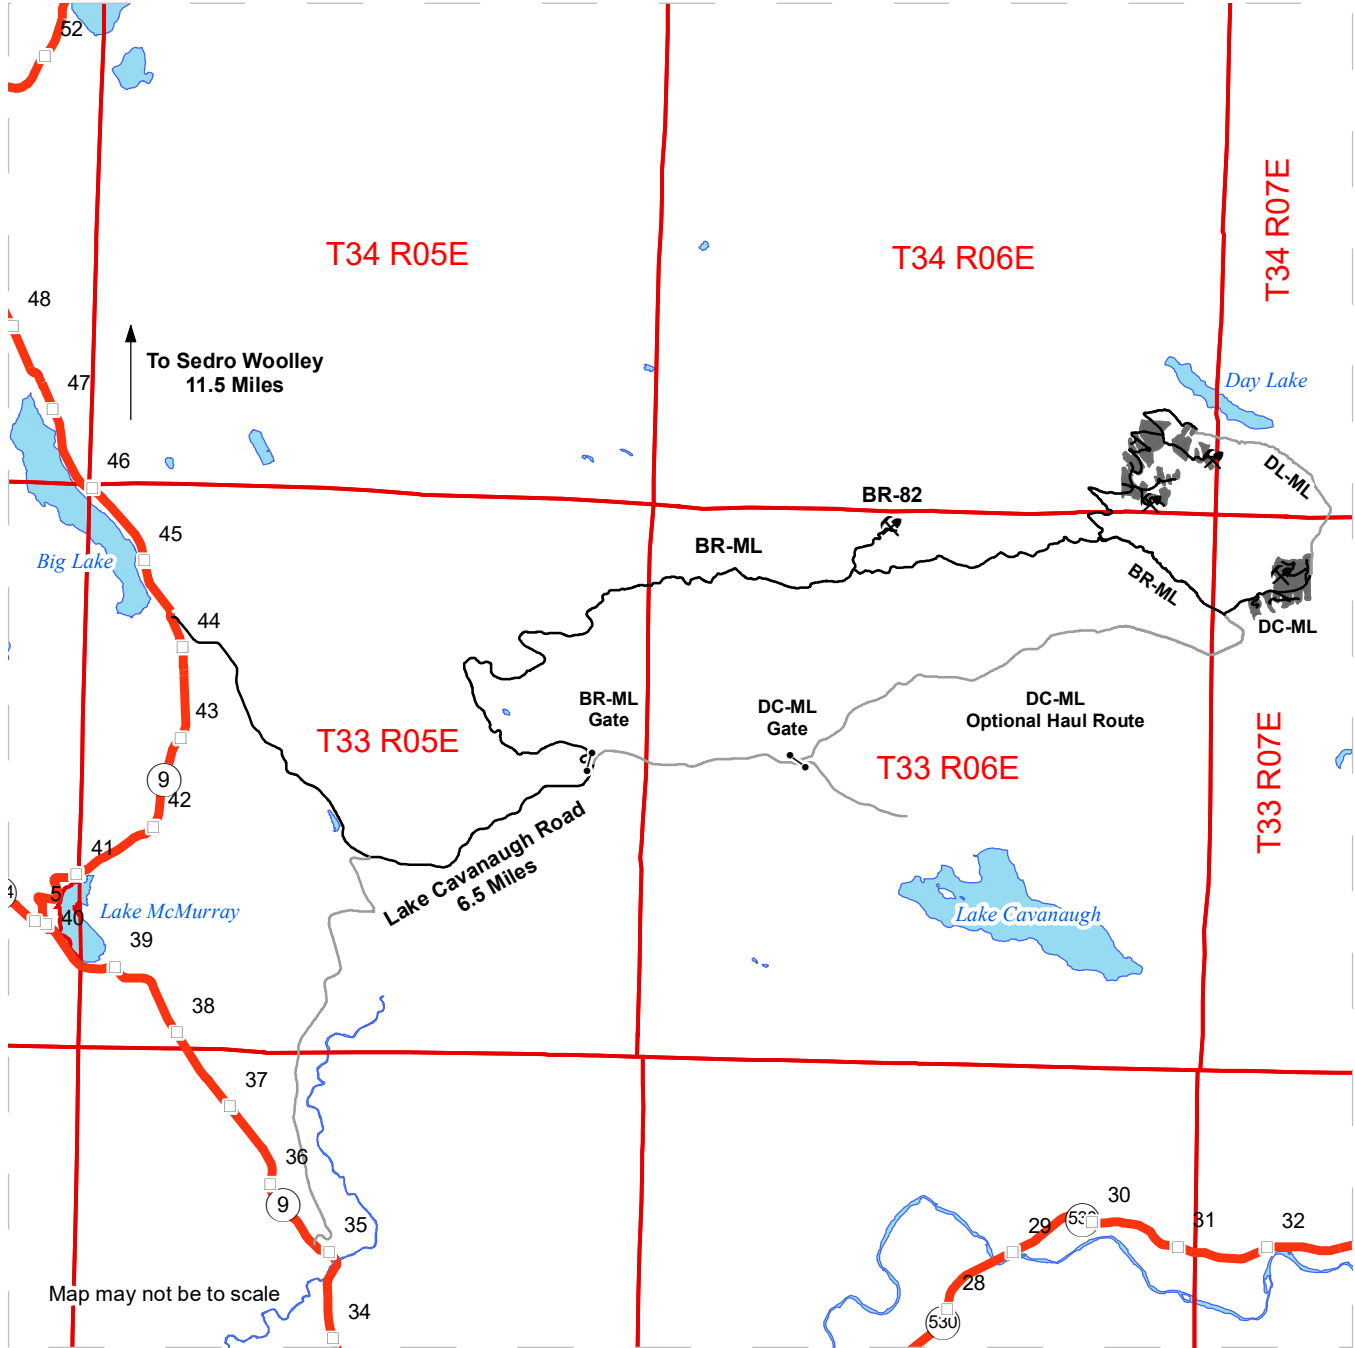 52
T34 R07E
T34 R05E
T34 R06E
48
To Sedro Woolley
11.5 Miles
47
Day Lake
46
DL-ML
BR-82
45
BR-ML
Big Lake
BR-ML
44
DC-ML
43
BR-ML
Gate
DC-ML
Gate
DC-ML
Optional Haul Route
T33 R05E
T33 R06E
T33 R07E
9
42
41
Lake Cavanaugh Road
6.5 Miles
4
5
40
Lake McMurray
Lake Cavanaugh
39
38
37
36
9
35
30
530
29
31
32
28
Map may not be to scale
34
530